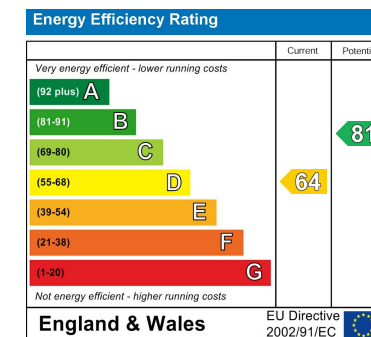 Energy Efficiency Rating
Current Potenti
Very energy efficient - lower running costs
(92 plus) A
(81-91) B
81
(69-80) C
(55-68) D
64
(39-54) E
(21-38) F
(1-20) G
Not energy efficient - higher running costs
England & Wales
EU Directive
2002/91/EC